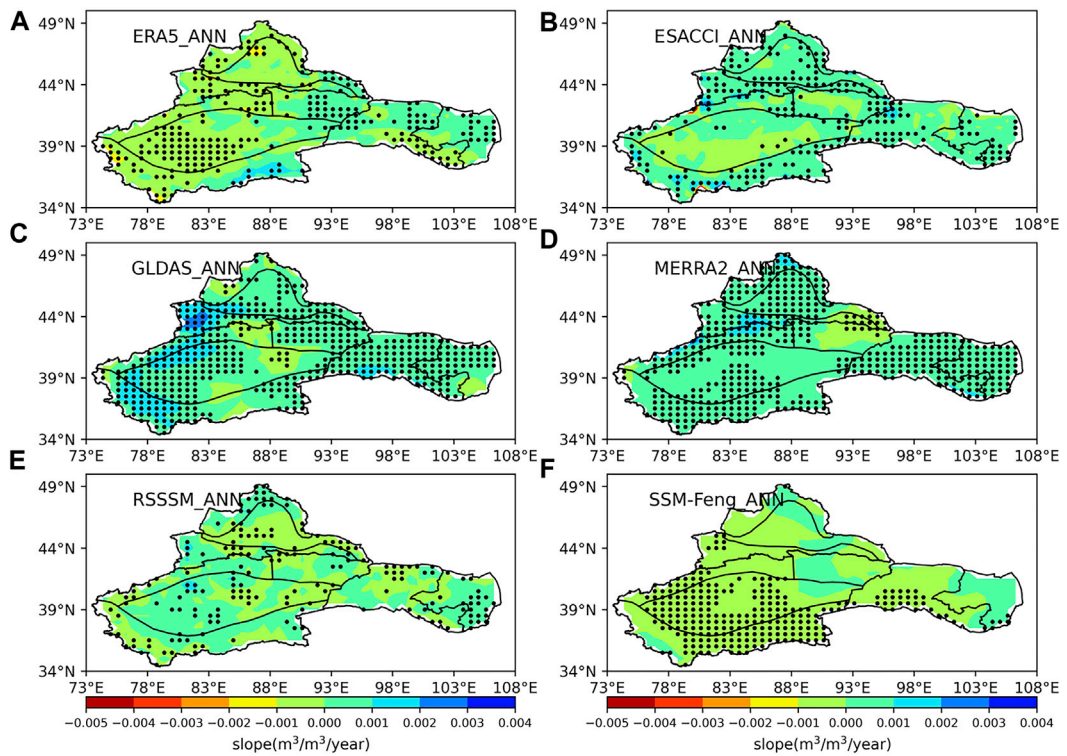 A
B
49°N
44°N
39°N
34°N
ERA5_ANN
73°E 78°E 83°E 88°E 93°E 98°E 103°E 108°E
49°N
44°N
39°N
34°N
ESACCI_ANN
73°E 78°E 83°E 88°E 93°E 98°E 103°E 108°E
C
D
49°N
44°N
39°N
34°N
GLDAS_ANN
73°E 78°E 83°E 88°E 93°E 98°E 103°E 108°E
49°N
44°N
39°N
34°N
MERRA2_ANN
73°E 78°E 83°E 88°E 93°E 98°E 103°E 108°E
E
F
49°N
44°N
39°N
34°N
RSSSM_ANN
73°E 78°E 83°E 88°E 93°E 98°E 103°E 108°E
49°N
44°N
39°N
34°N
SSM-Feng_ANN
73°E 78°E 83°E 88°E 93°E 98°E 103°E 108°E
−0.005 −0.004 −0.003 −0.002 −0.001 0.000 0.001 0.002 0.003 0.004
slope(m³/m³/year)
−0.005 −0.004 −0.003 −0.002 −0.001 0.000 0.001 0.002 0.003 0.004
slope(m³/m³/year)